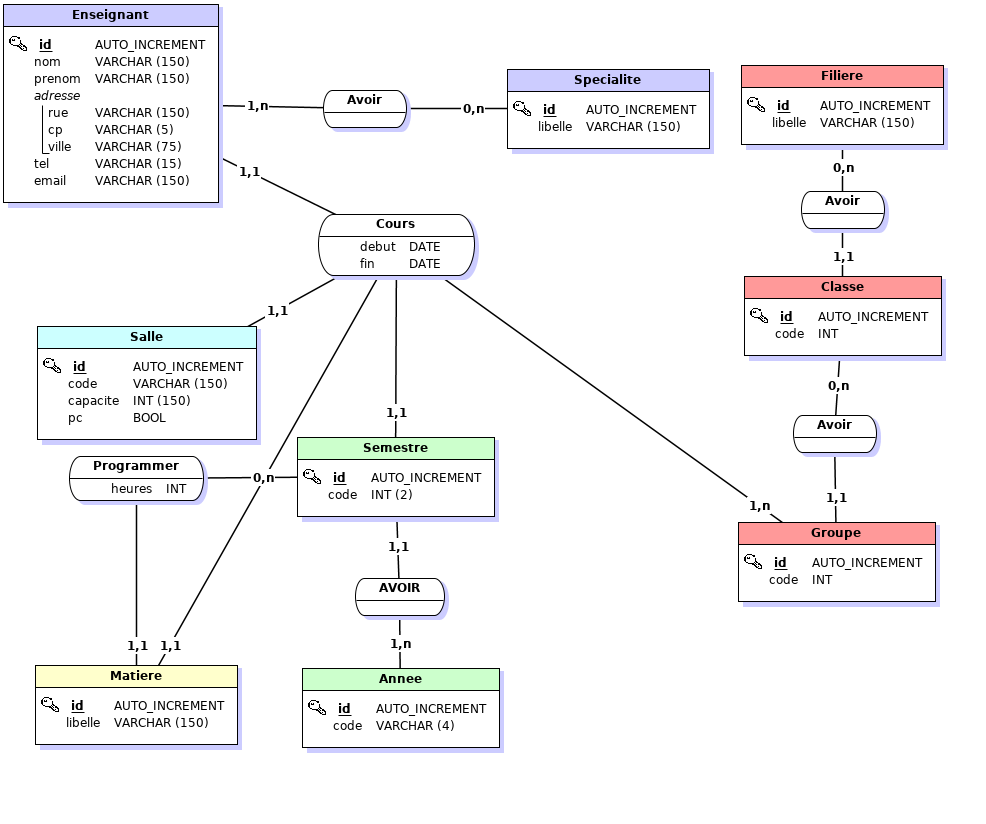 Enseignant
id AUTO_INCREMENT
nom VARCHAR (150)
prenom VARCHAR (150)
adresse
rue VARCHAR (150)
cp VARCHAR (5)
ville VARCHAR (75)
tel VARCHAR (15)
email VARCHAR (150)
1,n
Avoir
0,n
Specialite
id AUTO_INCREMENT
libelle VARCHAR (150)
Filiere
id AUTO_INCREMENT
libelle VARCHAR (150)
0,n
Avoir
1,1
Classe
id AUTO_INCREMENT
code INT
0,n
Avoir
1,1
Groupe
id AUTO_INCREMENT
code INT
1,1
Cours
debut DATE
fin DATE
1,1
1,1
1,n
Salle
id AUTO_INCREMENT
code VARCHAR (150)
capacite INT (150)
pc BOOL
Programmer
heures INT
0,n
Semestre
id AUTO_INCREMENT
code INT (2)
1,1
AVOIR
1,n
1,1
1,1
Matiere
id AUTO_INCREMENT
libelle VARCHAR (150)
Annee
id AUTO_INCREMENT
code VARCHAR (4)